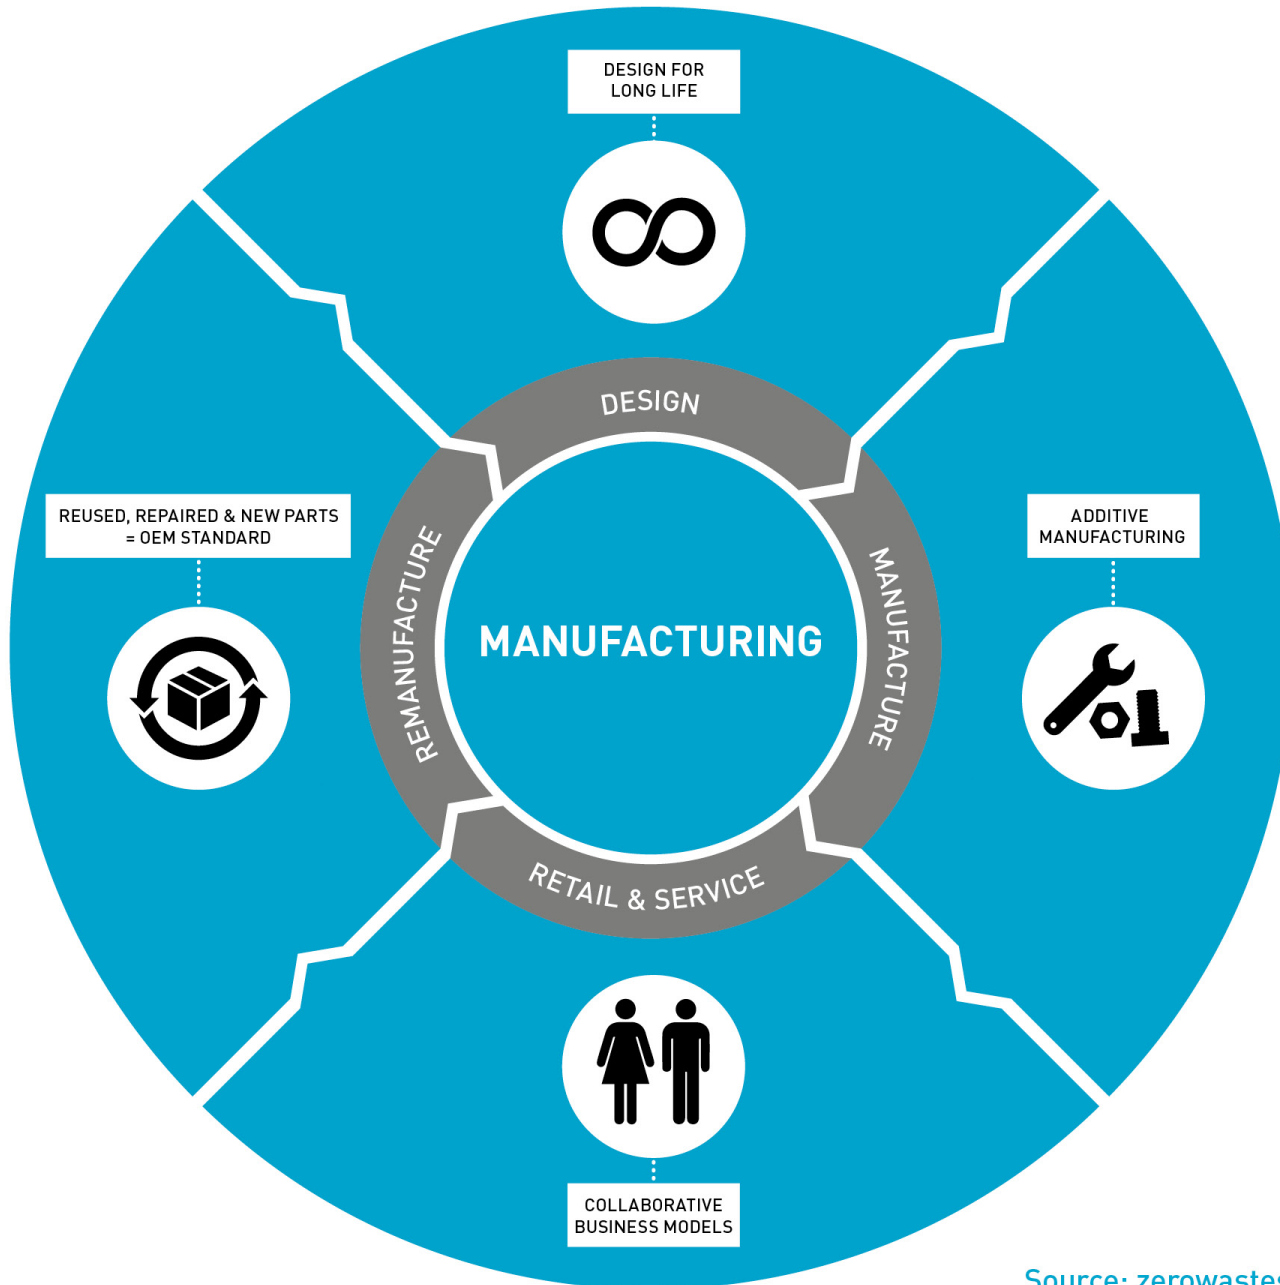 DESIGN FOR
LONG LIFE
DESIGN
REUSED, REPAIRED & NEW PARTS
= OEM STANDARD
ADDITIVE
MANUFACTURING
REMANUFACTURE
MANUFACTURING
MANUFACTURE
RETAIL & SERVICE
COLLABORATIVE
BUSINESS MODELS
Source: